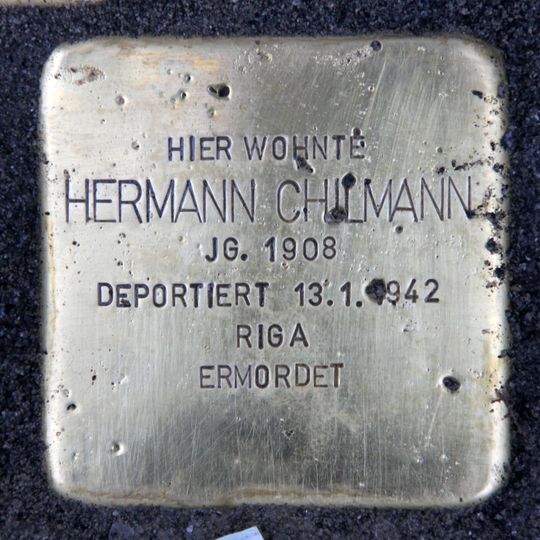 HIER WOHNTE
HERMANN CHILMANN
JG. 1908
DEPORTIERT 13.1.1942
RIGA
ERMORDET